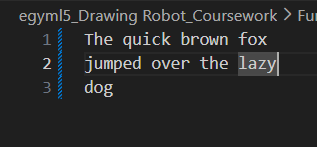 egyml5_Drawing Robot_Coursework > Fu
1 The quick brown fox
2 jumped over the lazy
3 dog